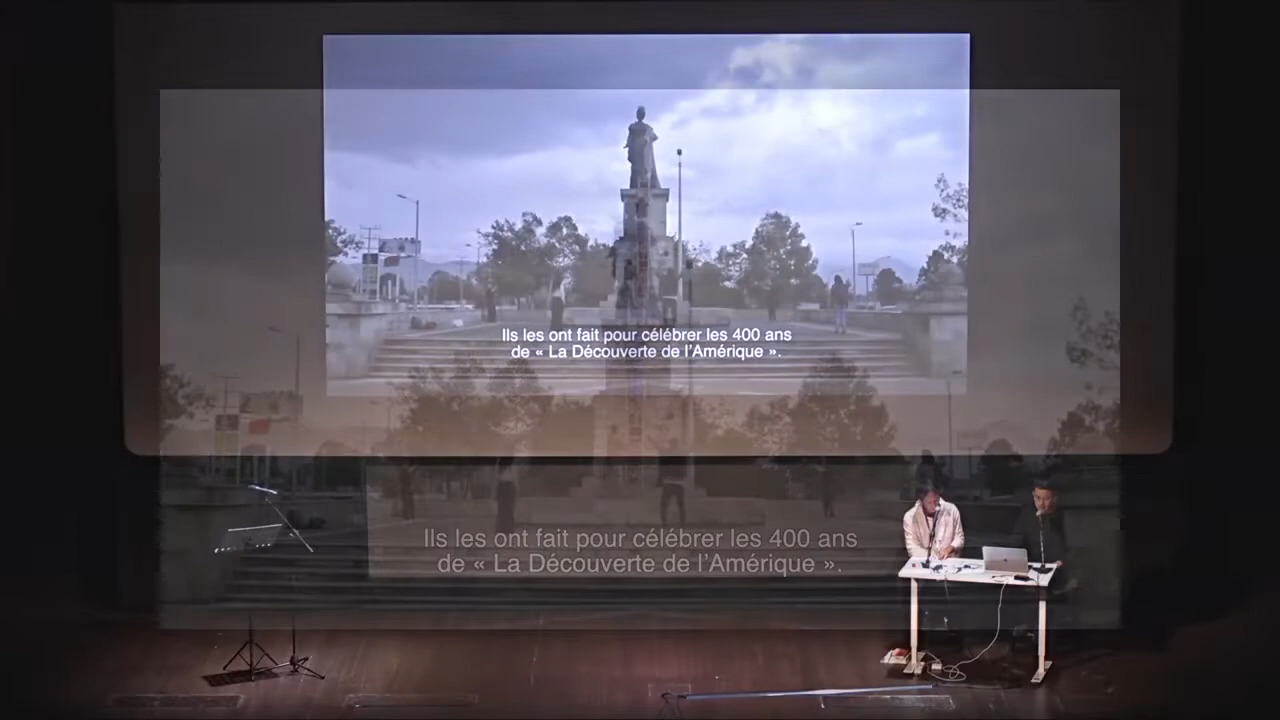 Ils les ont fait pour célébrer les 400 ans
de « La Découverte de l'Amérique ».
Ils les ont fait pour célébrer les 400 ans
de « La Découverte de l'Amérique ».